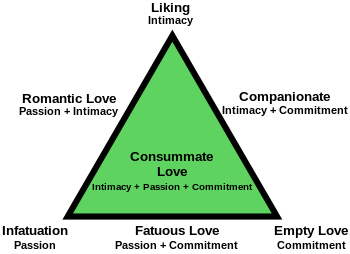 Liking
Intimacy
Romantic Love
Passion + Intimacy
Companionate
Intimacy + Commitment
Consummate
Love
Intimacy + Passion + Commitment
Infatuation
Passion
Fatuous Love
Passion + Commitment
Empty Love
Commitment